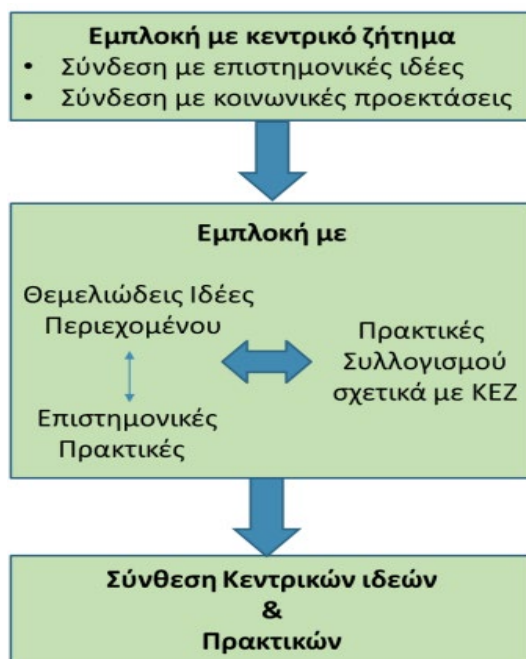 Εμπλοκή με κεντρικό ζήτημα
• Σύνδεση με επιστημονικές ιδέες
• Σύνδεση με κοινωνικές προεκτάσεις
Εμπλοκή με
Θεμελιώδεις Ιδέες
Περιεχομένου
Επιστημονικές
Πρακτικές
Πρακτικές
Συλλογισμού
σχετικά με ΚΕΖ
Σύνθεση Κεντρικών ιδεών
&
Πρακτικών